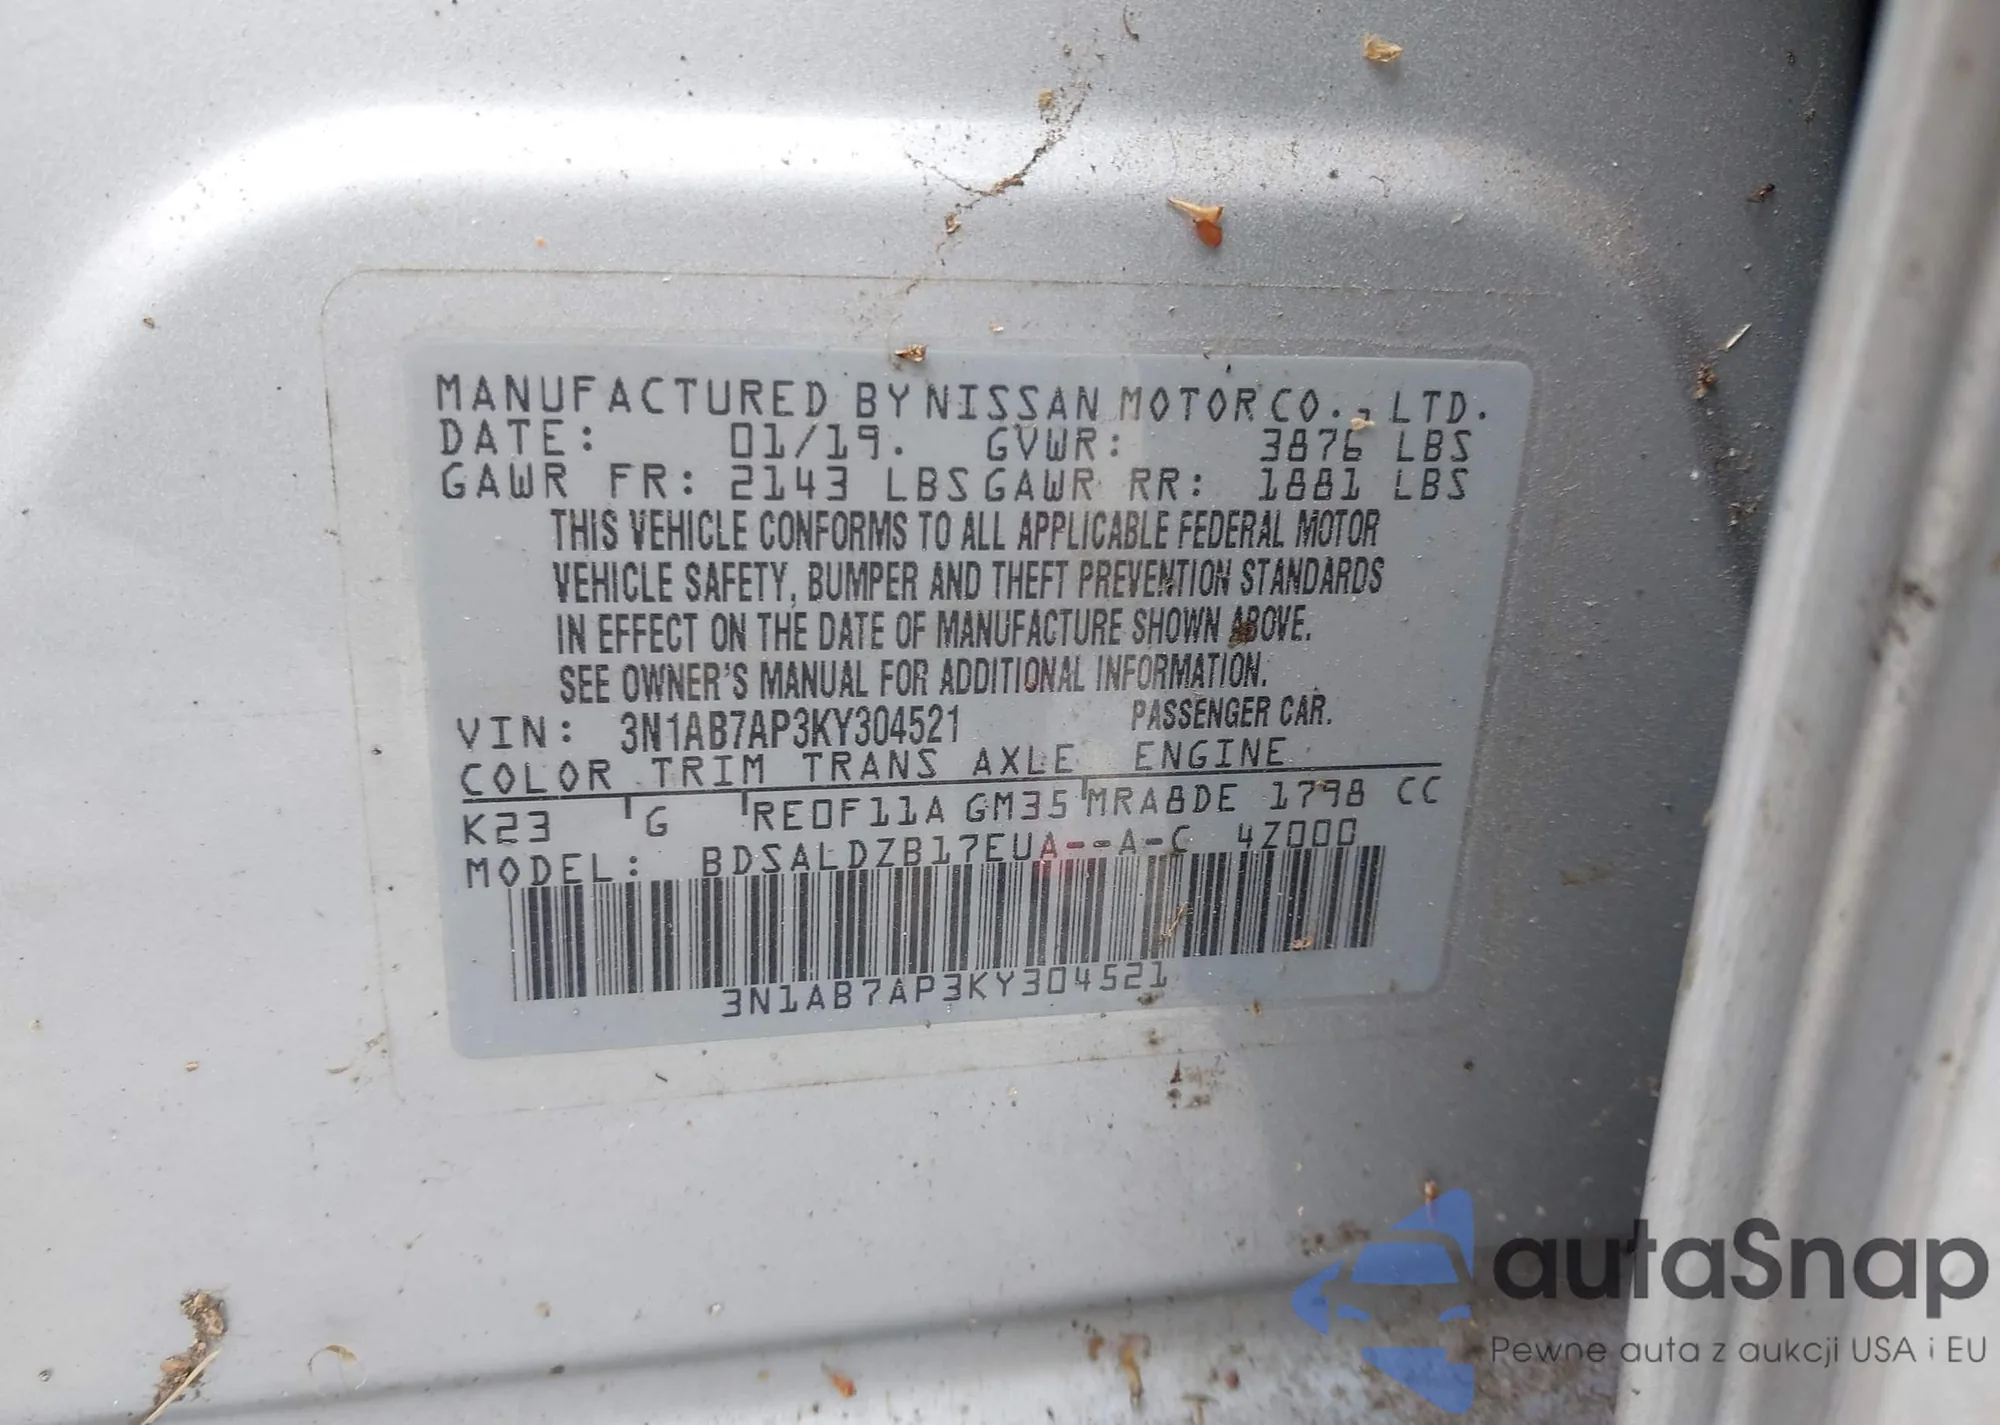 MANUFACTURED BY NISSAN MOTOR CO., LTD.
DATE: 01/19. GVWR: 3876 LBS
GAWR FR: 2143 LBS GAWR RR: 1881 LBS
THIS VEHICLE CONFORMS TO ALL APPLICABLE FEDERAL MOTOR
VEHICLE SAFETY, BUMPER AND THEFT PREVENTION STANDARDS
IN EFFECT ON THE DATE OF MANUFACTURE SHOWN ABOVE.
SEE OWNER'S MANUAL FOR ADDITIONAL INFORMATION.
VIN: 3N1AB7AP3KY304521 PASSENGER CAR.
COLOR TRIM TRANS AXLE ENGINE
K23 G RE0F11A GM35 MRA8DE 1798 CC
MODEL: BDSALDZB17EUA--A-C 4Z000
3N1AB7AP3KY304521
autaSnap
Pewne auta z aukcji USA i EU